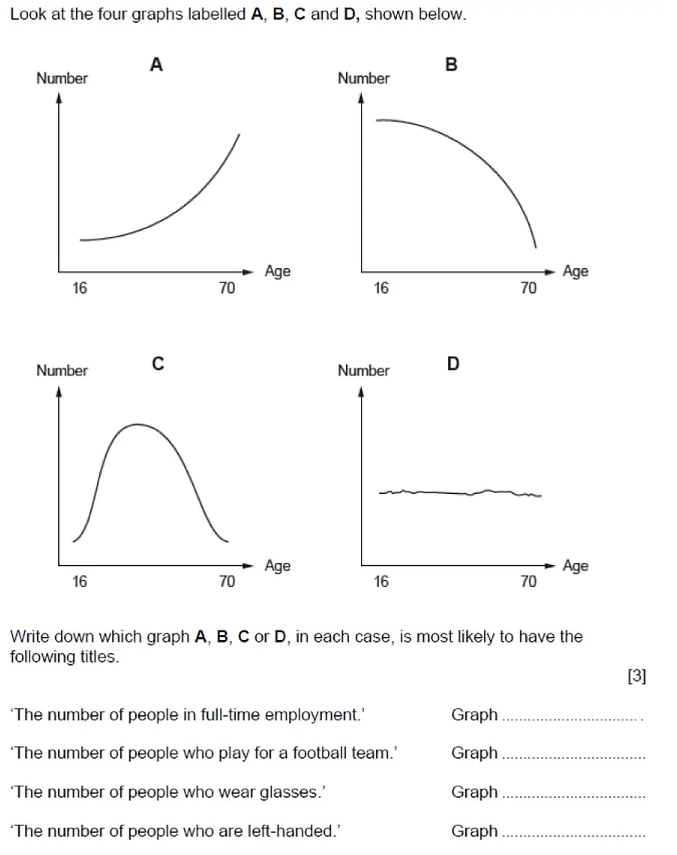 Look at the four graphs labelled A, B, C and D, shown below.
A
Number
Age
16
70
B
Number
Age
16
70
C
Number
Age
16
70
D
Number
Age
16
70
Write down which graph A, B, C or D, in each case, is most likely to have the
following titles.
[3]
‘The number of people in full-time employment.’ Graph ................................ .
‘The number of people who play for a football team.’ Graph ..................................
‘The number of people who wear glasses.’ Graph ..................................
‘The number of people who are left-handed.’ Graph ..................................